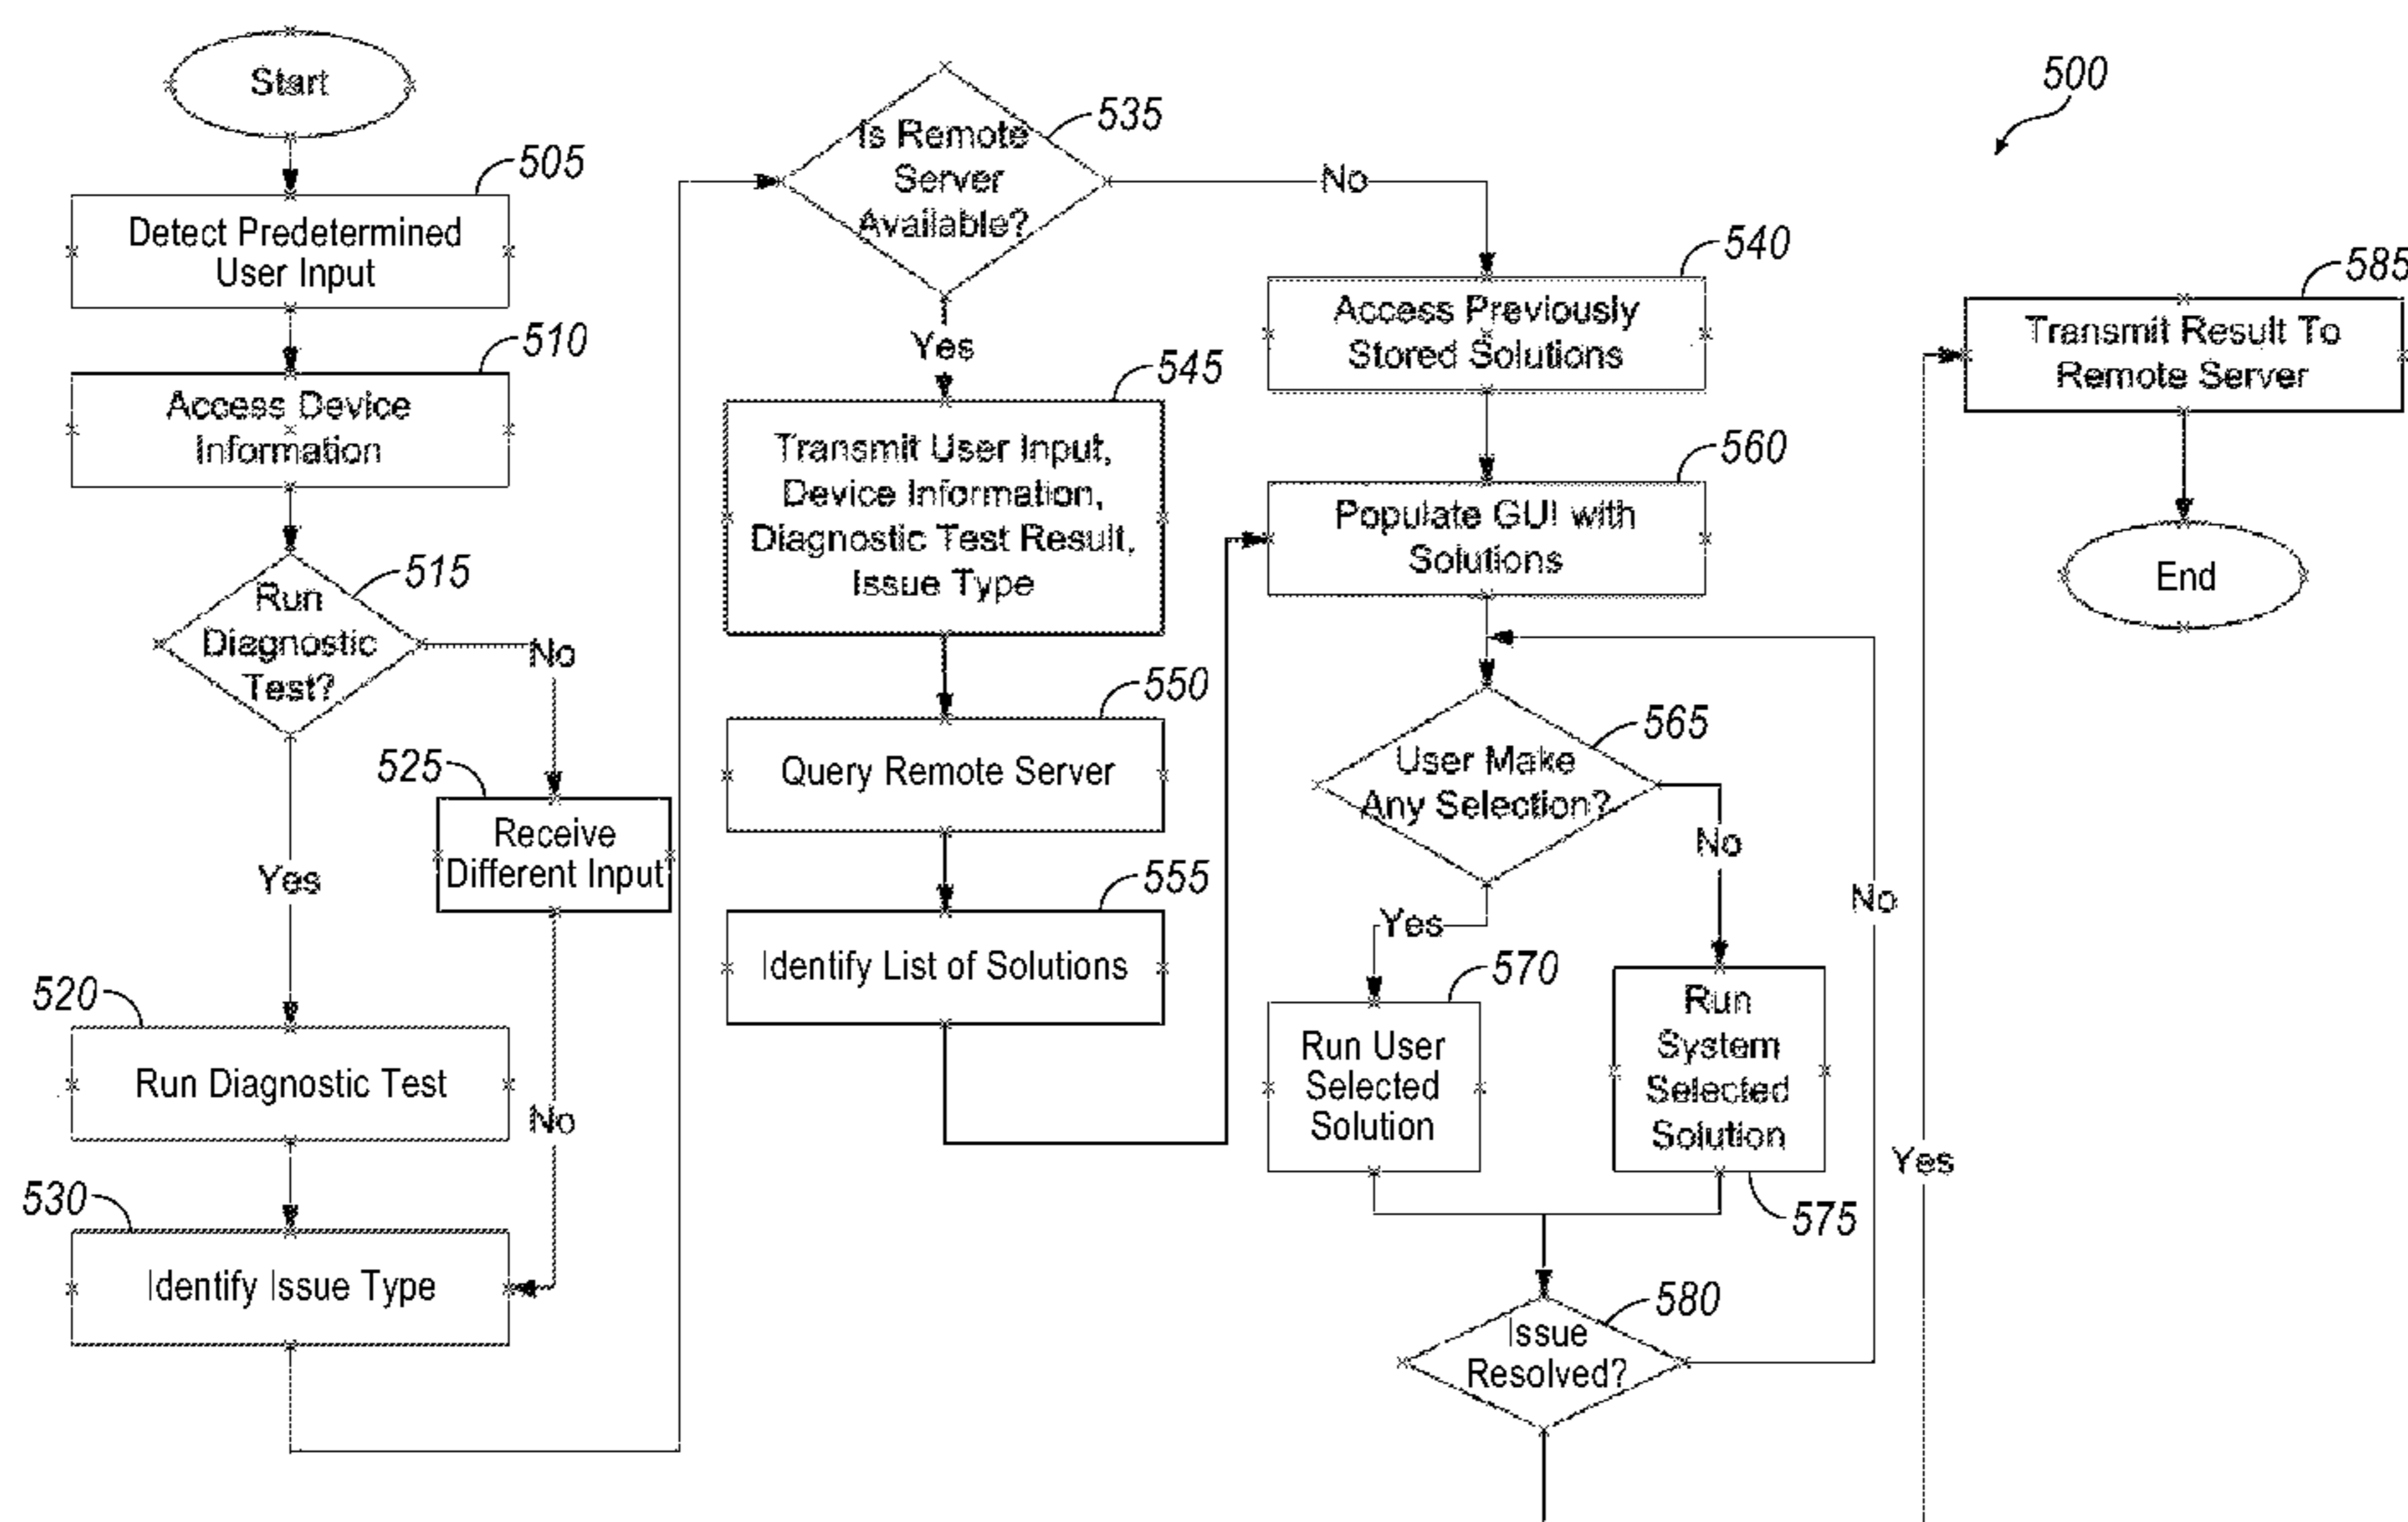 Start
505
Detect Predetermined
User Input
510
Access Device
Information
515
Run
Diagnostic
Test?
No
525
Receive
Different Input
Yes
520
Run Diagnostic Test
No
530
Identify Issue Type
535
Is Remote
Server
Available?
No
Yes
545
Transmit User Input,
Device Information,
Diagnostic Test Result,
Issue Type
550
Query Remote Server
555
Identify List of Solutions
540
Access Previously
Stored Solutions
560
Populate GUI with
Solutions
565
User Make
Any Selection?
No
Yes
570
Run User
Selected
Solution
Run
System
Selected
Solution
575
580
Issue
Resolved?
No
Yes
500
585
Transmit Result To
Remote Server
End